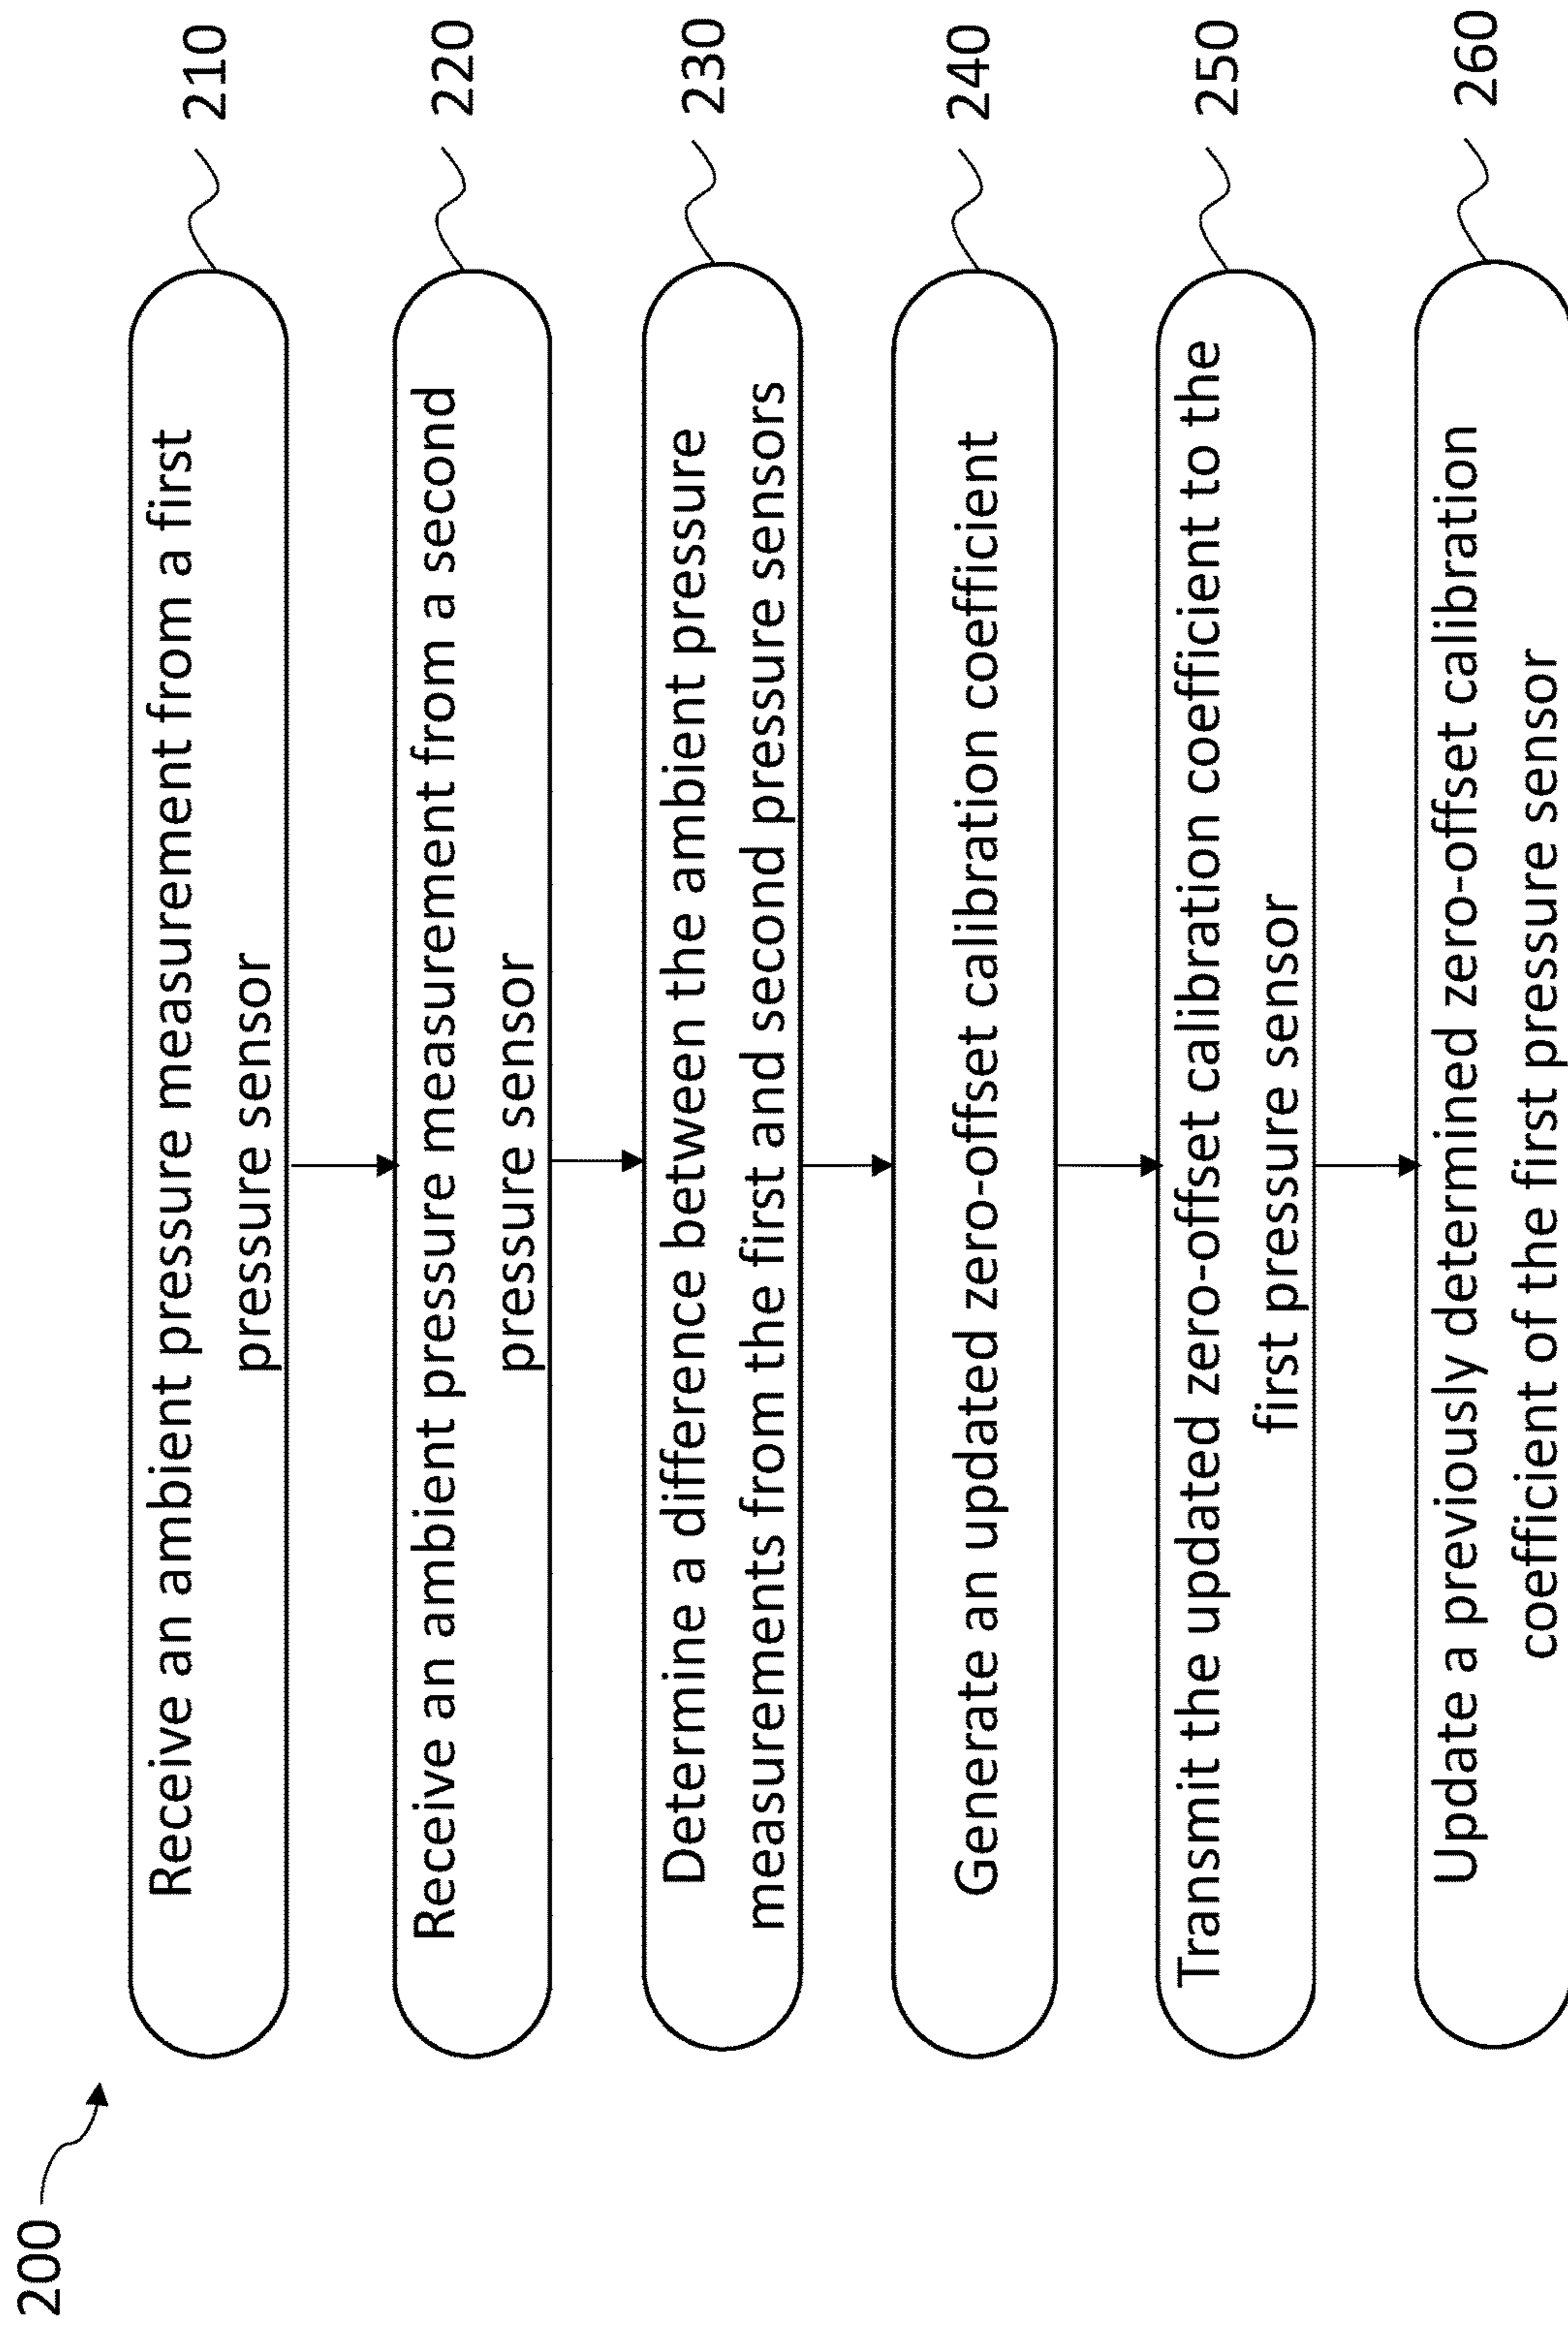 200
Receive an ambient pressure measurement from a first
pressure sensor
210
Receive an ambient pressure measurement from a second
pressure sensor
220
Determine a difference between the ambient pressure
measurements from the first and second pressure sensors
230
Generate an updated zero-offset calibration coefficient
240
Transmit the updated zero-offset calibration coefficient to the
first pressure sensor
250
Update a previously determined zero-offset calibration
coefficient of the first pressure sensor
260